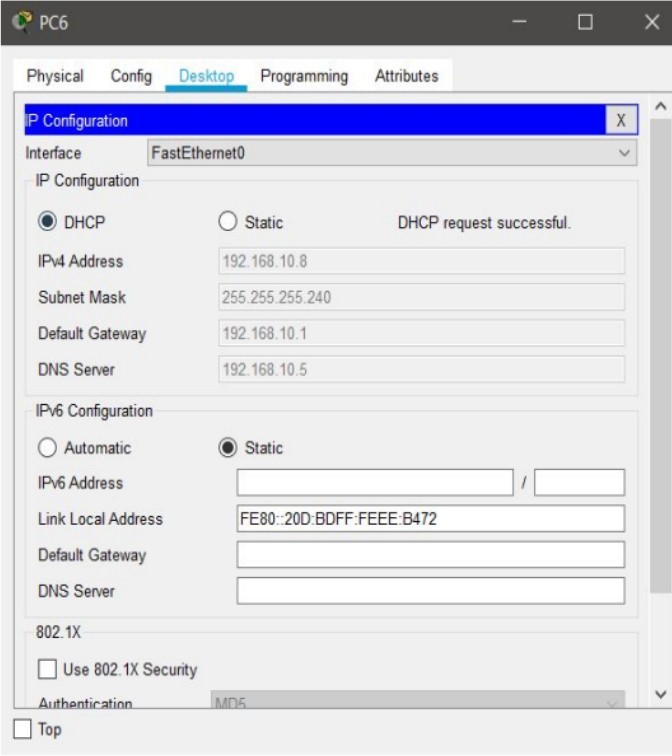 PC6
Physical Config Desktop Programming Attributes
IP Configuration X
Interface FastEthernet0
IP Configuration
DHCP Static DHCP request successful.
IPv4 Address 192.168.10.8
Subnet Mask 255.255.255.240
Default Gateway 192.168.10.1
DNS Server 192.168.10.5
IPv6 Configuration
Automatic Static
IPv6 Address /
Link Local Address FE80::20D:BDFF:FEEE:B472
Default Gateway
DNS Server
802.1X
Use 802.1X Security
Authentication MD5
Top